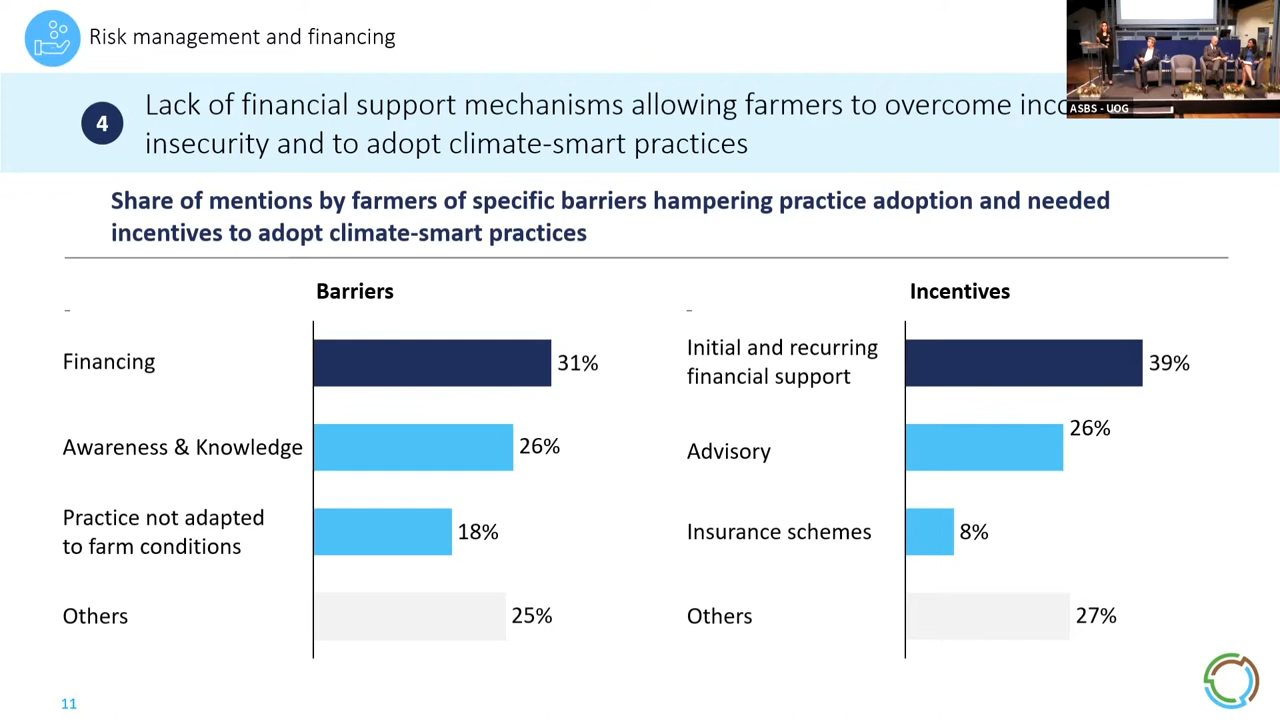 Risk management and financing
4
Lack of financial support mechanisms allowing farmers to overcome
insecurity and to adopt climate-smart practices
ASBS - UOG
Share of mentions by farmers of specific barriers hampering practice adoption and needed
incentives to adopt climate-smart practices
Barriers
-
Financing
31%
Awareness & Knowledge
26%
Practice not adapted
to farm conditions
18%
Others
25%
Incentives
-
Initial and recurring
financial support
39%
Advisory
26%
Insurance schemes
8%
Others
27%
11